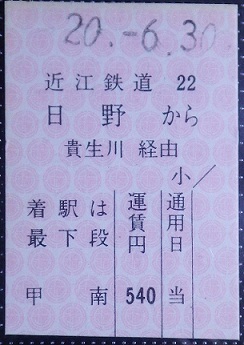 20.-6.30
近江鉄道 22
日野から
貴生川 経由
小／
着駅は最下段
運賃円
通用日
甲南
540
当